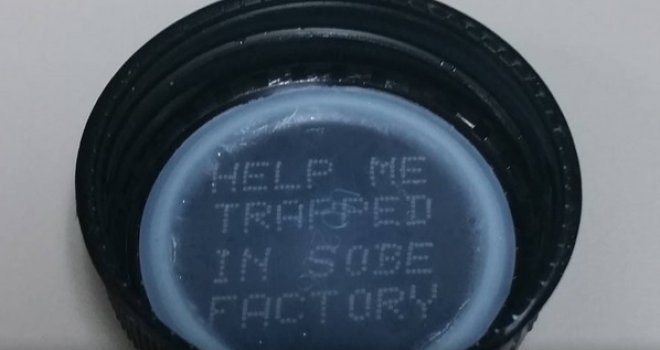 HELP ME
TRAPPED
IN SOBE
FACTORY